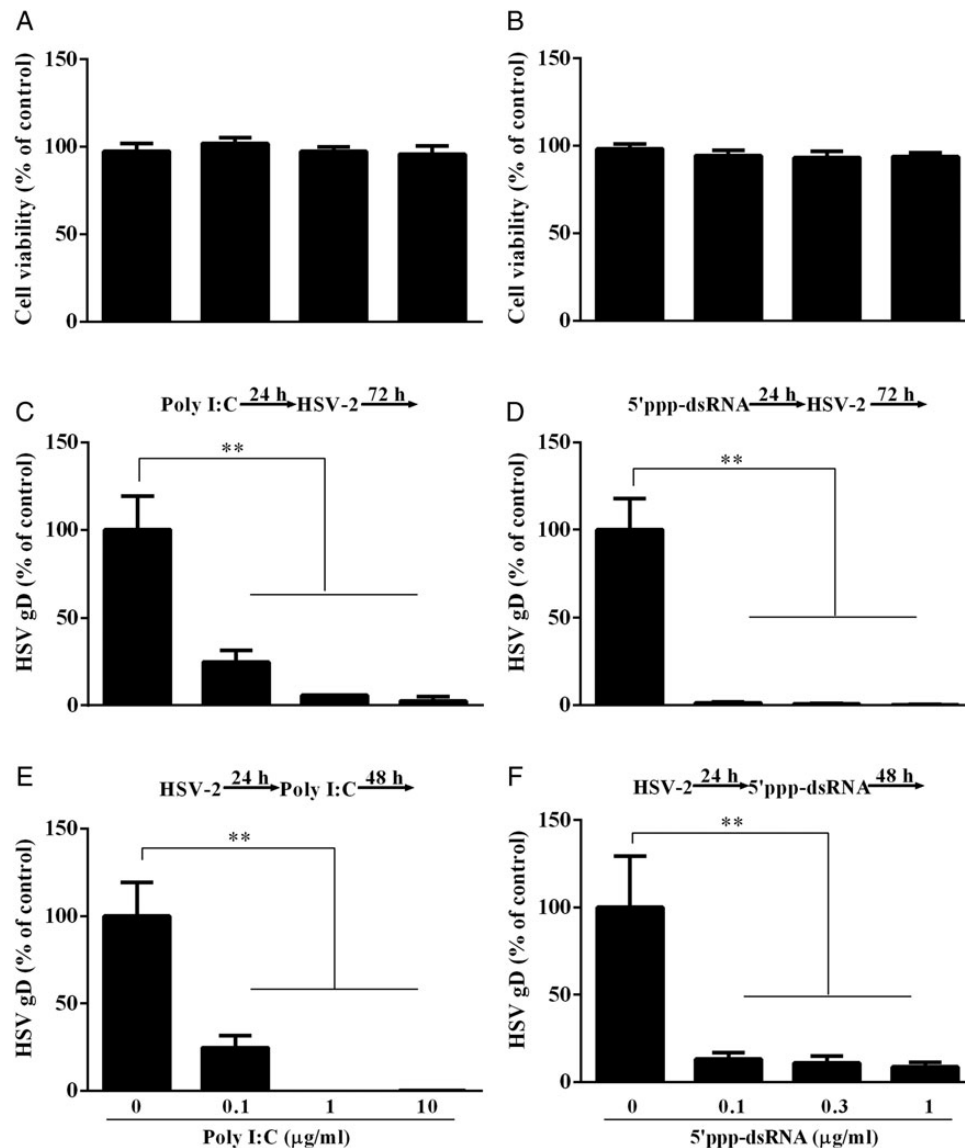 A
150
100
50
0
Cell viability (% of control)
B
150
100
50
0
Cell viability (% of control)
C
Poly I:C 24 h HSV-2 72 h
150
100
50
0
HSV gD (% of control)
**
D
5'ppp-dsRNA 24 h HSV-2 72 h
150
100
50
0
HSV gD (% of control)
**
E
HSV-2 24 h Poly I:C 48 h
150
100
50
0
HSV gD (% of control)
**
0 0.1 1 10
Poly I:C (μg/ml)
F
HSV-2 24 h 5'ppp-dsRNA 48 h
150
100
50
0
HSV gD (% of control)
**
0 0.1 0.3 1
5'ppp-dsRNA (μg/ml)